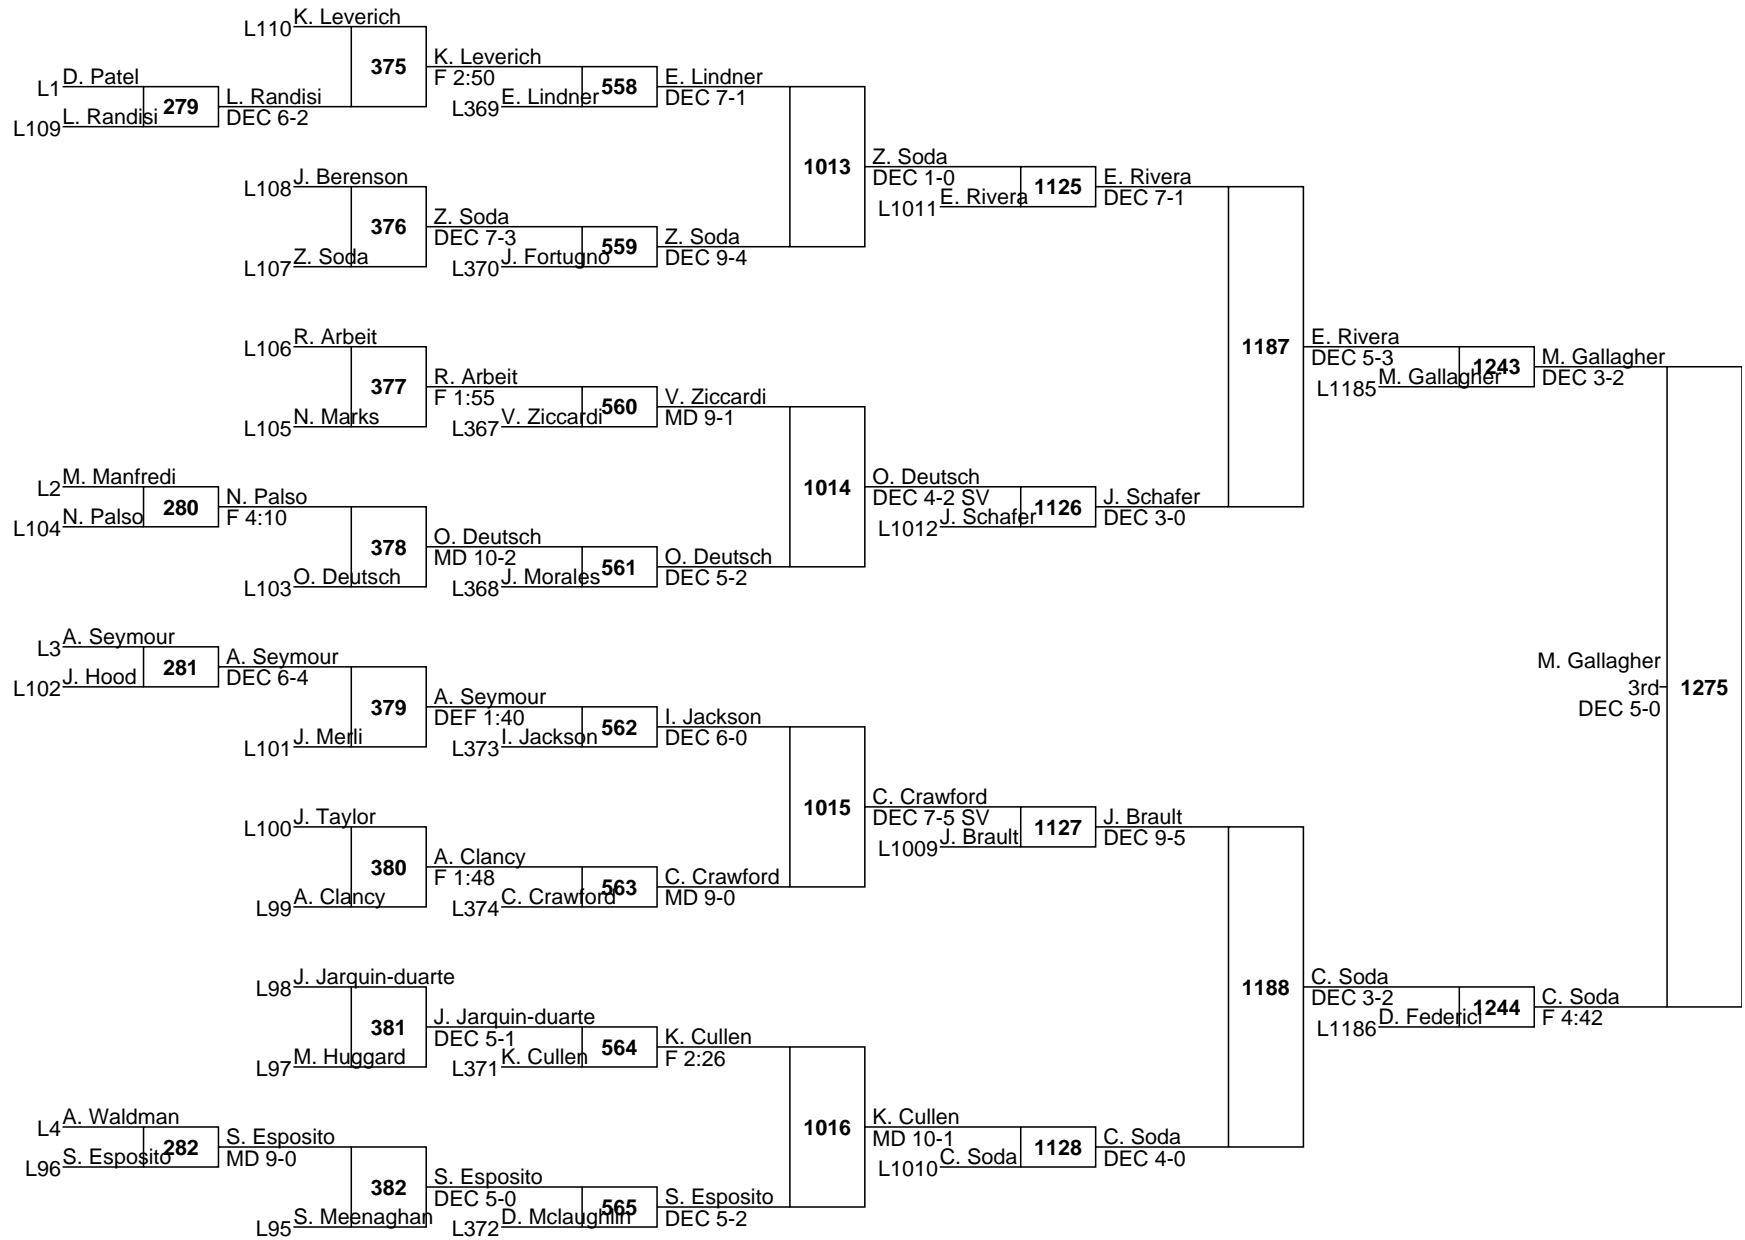 L110 K. Leverich
375
K. Leverich
F 2:50
L1 D. Patel
279
L109 L. Randisi
L. Randisi
DEC 6-2
L369 E. Lindner
558
E. Lindner
DEC 7-1
1013
Z. Soda
DEC 1-0
L1011 E. Rivera
1125
E. Rivera
DEC 7-1
L108 J. Berenson
376
L107 Z. Soda
Z. Soda
DEC 7-3
L370 J. Fortugno
559
Z. Soda
DEC 9-4
L106 R. Arbeit
377
L105 N. Marks
R. Arbeit
F 1:55
L367 V. Ziccardi
560
V. Ziccardi
MD 9-1
1187
E. Rivera
DEC 5-3
L1185 M. Gallagher
1243
M. Gallagher
DEC 3-2
L2 M. Manfredi
280
L104 N. Palso
N. Palso
F 4:10
378
L103 O. Deutsch
O. Deutsch
MD 10-2
L368 J. Morales
561
O. Deutsch
DEC 5-2
1014
O. Deutsch
DEC 4-2 SV
L1012 J. Schafer
1126
J. Schafer
DEC 3-0
L3 A. Seymour
281
L102 J. Hood
A. Seymour
DEC 6-4
379
L101 J. Merli
A. Seymour
DEF 1:40
L373 I. Jackson
562
I. Jackson
DEC 6-0
M. Gallagher
3rd
DEC 5-0
1275
L100 J. Taylor
380
L99 A. Clancy
A. Clancy
F 1:48
L374 C. Crawford
563
C. Crawford
MD 9-0
1015
C. Crawford
DEC 7-5 SV
L1009 J. Brault
1127
J. Brault
DEC 9-5
L98 J. Jarquin-duarte
381
L97 M. Huggard
J. Jarquin-duarte
DEC 5-1
L371 K. Cullen
564
K. Cullen
F 2:26
1188
C. Soda
DEC 3-2
L1186 D. Federici
1244
C. Soda
F 4:42
L4 A. Waldman
282
L96 S. Esposito
S. Esposito
MD 9-0
382
L95 S. Meenaghan
S. Esposito
DEC 5-0
L372 D. Mclaughlin
565
S. Esposito
DEC 5-2
1016
K. Cullen
MD 10-1
L1010 C. Soda
1128
C. Soda
DEC 4-0